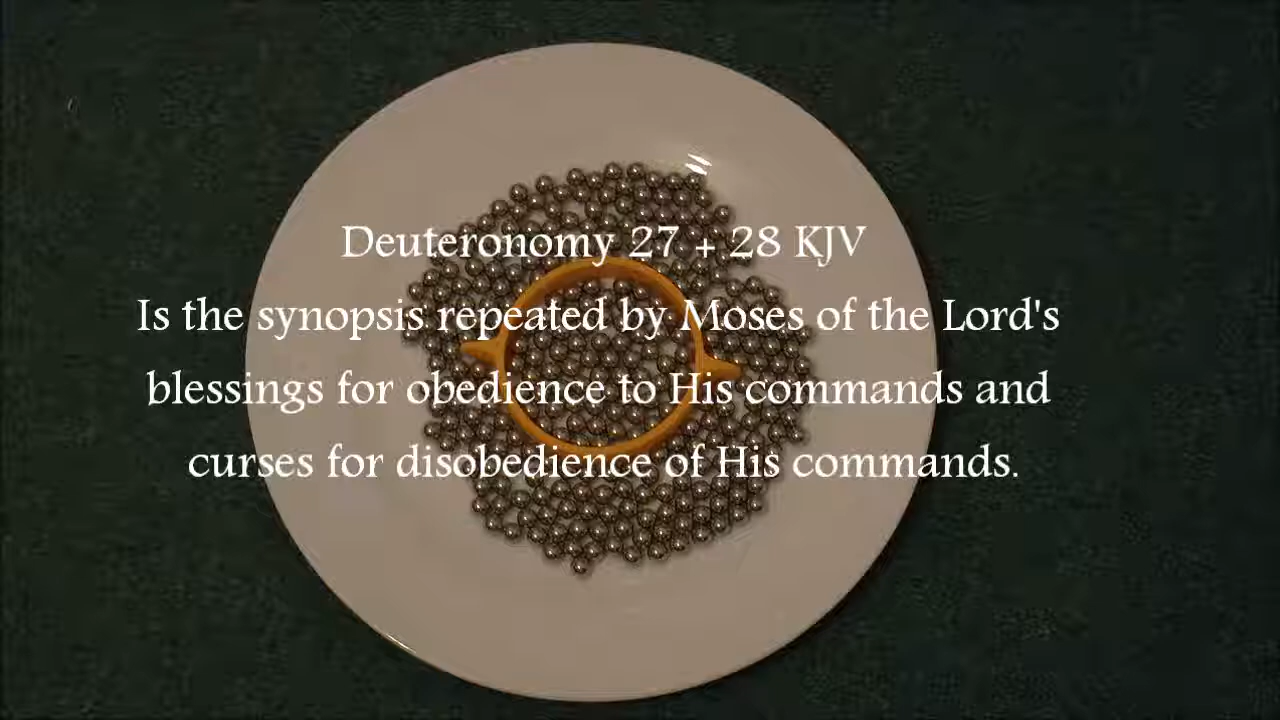 Deuteronomy 27 + 28 KJV
Is the synopsis repeated by Moses of the Lord's
blessings for obedience to His commands and
curses for disobedience of His commands.